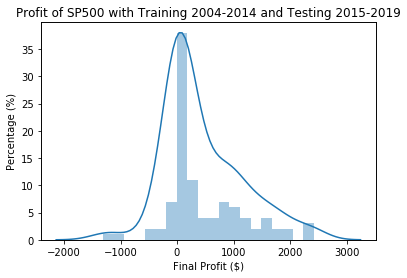 Profit of SP500 with Training 2004-2014 and Testing 2015-2019
Percentage (%)
35
30
25
20
15
10
5
0
−2000 −1000 0 1000 2000 3000
Final Profit ($)